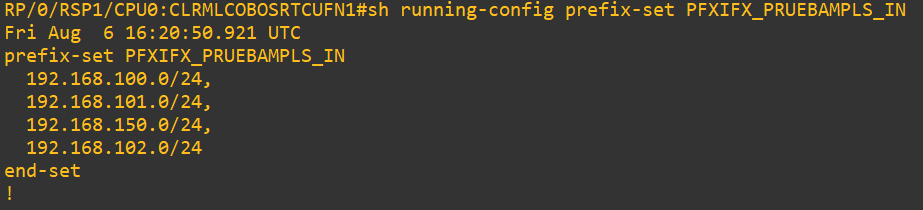 RP/0/RSP1/CPU0:CLRMLCOBOSRTCUFN1#sh running-config prefix-set PFXIFX_PRUEBAMPLS_IN
Fri Aug  6 16:20:50.921 UTC
prefix-set PFXIFX_PRUEBAMPLS_IN
  192.168.100.0/24,
  192.168.101.0/24,
  192.168.150.0/24,
  192.168.102.0/24
end-set
!